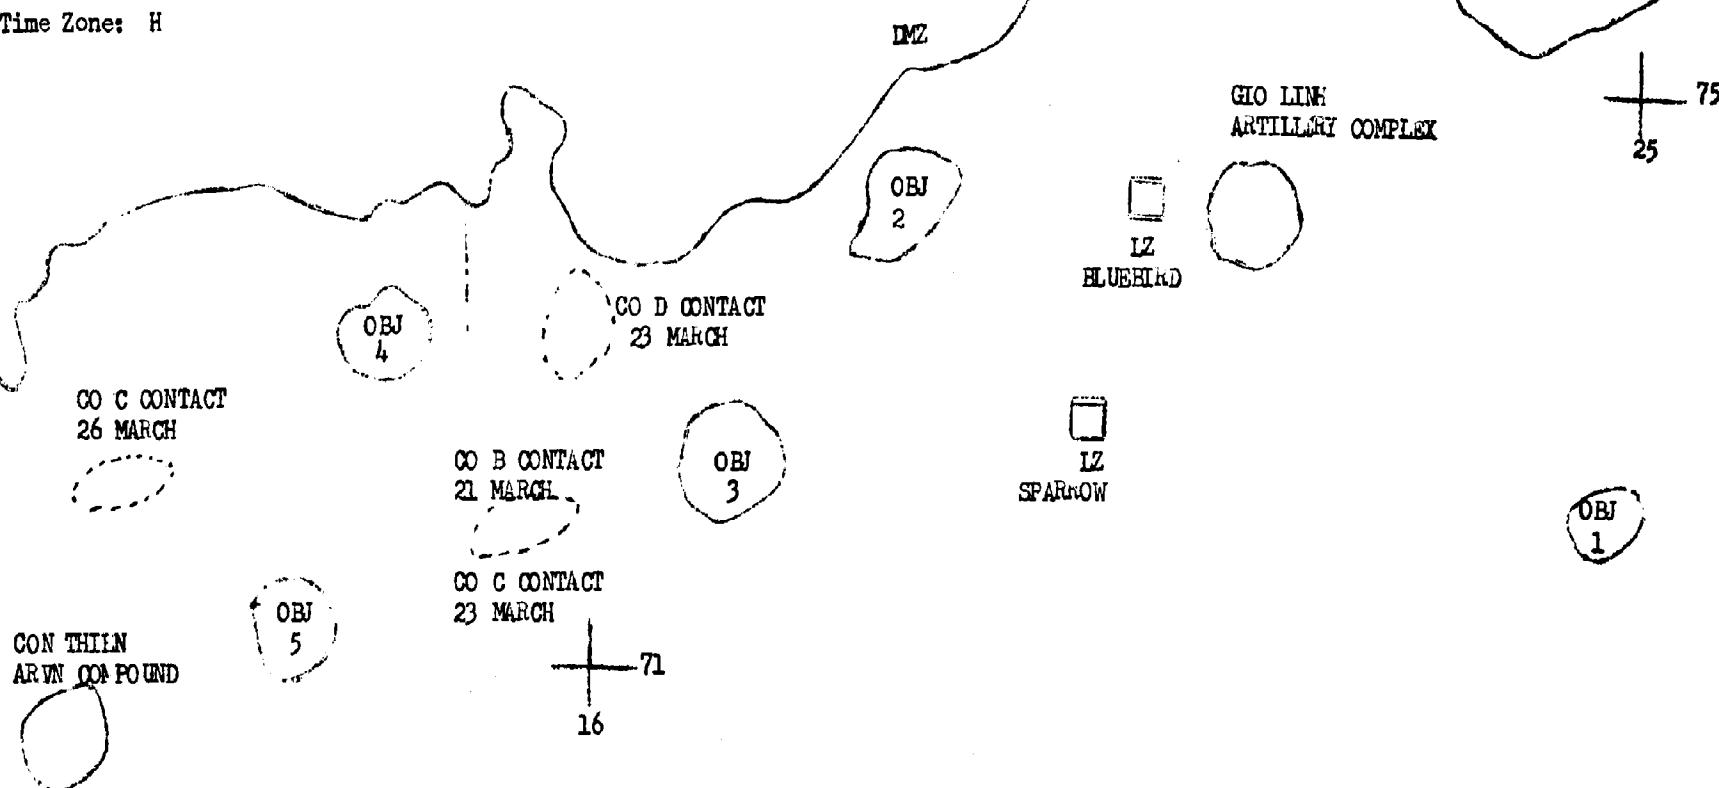 Time Zone: H
DMZ
GIO LINH
ARTILLERY COMPLEX
75
25
OBJ
2
LZ
BLUEBIRD
CO D CONTACT
23 MARCH
OBJ
4
CO C CONTACT
26 MARCH
CO B CONTACT
21 MARCH
OBJ
3
LZ
SPARROW
OBJ
1
CO C CONTACT
23 MARCH
OBJ
5
CON THIEN
ARVN COMPOUND
71
16